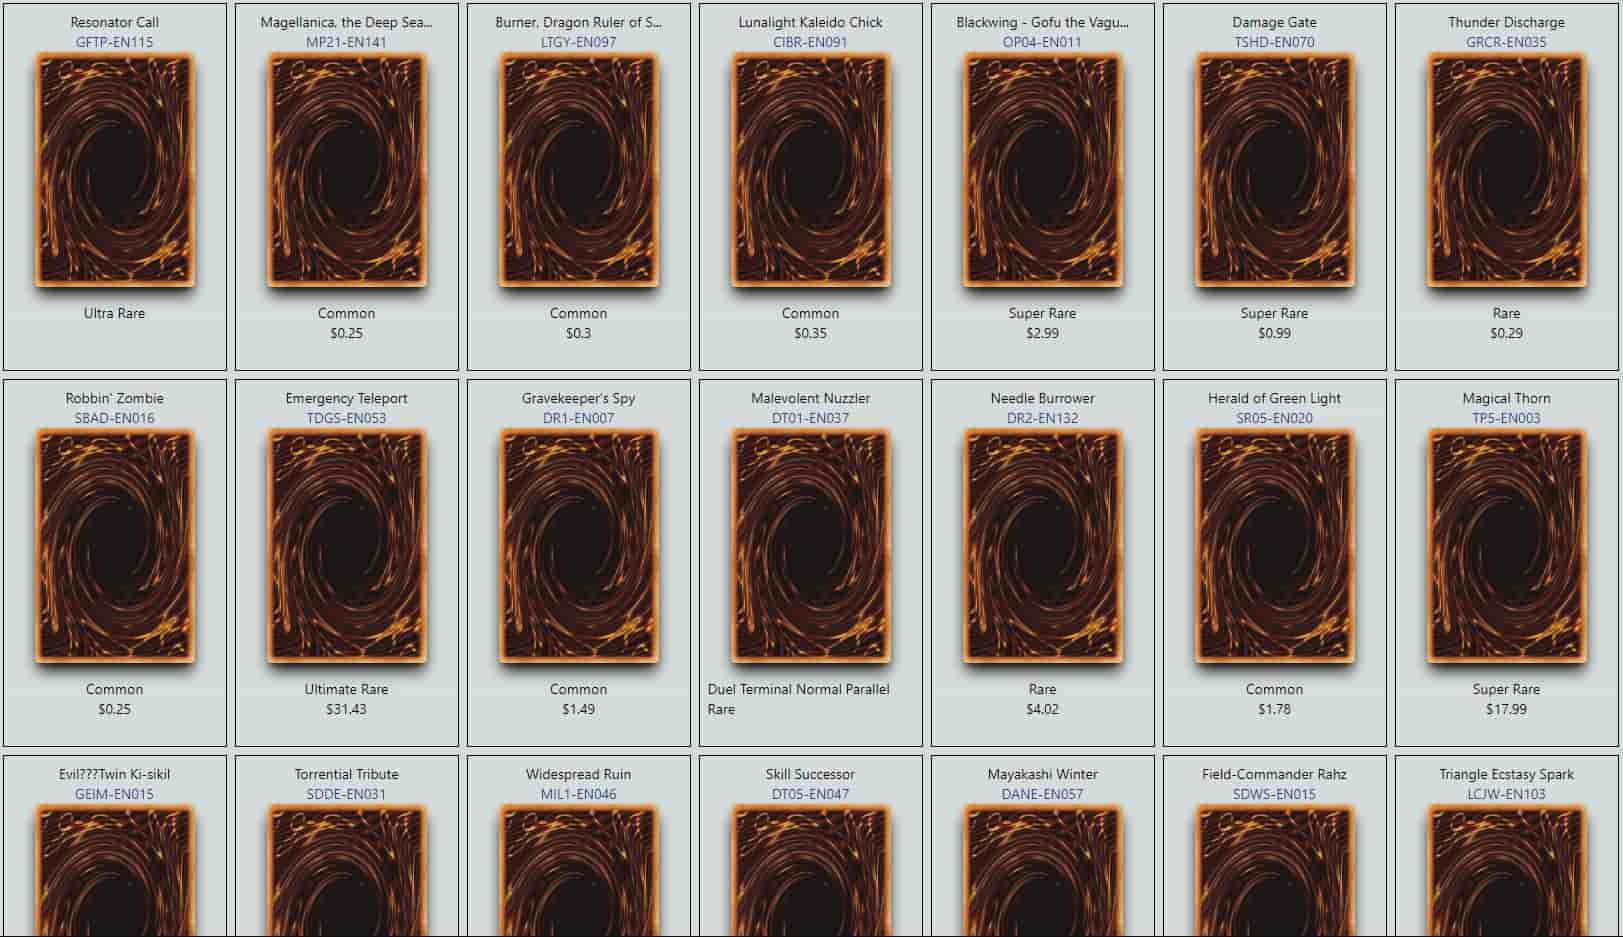 Resonator Call
GFTP-EN115
Ultra Rare
Magellanica, the Deep Sea...
MP21-EN141
Common
$0.25
Burner, Dragon Ruler of S...
LTGY-EN097
Common
$0.3
Lunalight Kaleido Chick
CIBR-EN091
Common
$0.35
Blackwing - Gofu the Vagu...
OP04-EN011
Super Rare
$2.99
Damage Gate
TSHD-EN070
Super Rare
$0.99
Thunder Discharge
GRCR-EN035
Rare
$0.29
Robbin' Zombie
SBAD-EN016
Common
$0.25
Emergency Teleport
TDGS-EN053
Ultimate Rare
$31.43
Gravekeeper's Spy
DR1-EN007
Common
$1.49
Malevolent Nuzzler
DT01-EN037
Duel Terminal Normal Parallel
Rare
Needle Burrower
DR2-EN132
Rare
$4.02
Herald of Green Light
SR05-EN020
Common
$1.78
Magical Thorn
TP5-EN003
Super Rare
$17.99
Evil???Twin Ki-sikil
GEIM-EN015
Torrential Tribute
SDDE-EN031
Widespread Ruin
MIL1-EN046
Skill Successor
DT05-EN047
Mayakashi Winter
DANE-EN057
Field-Commander Rahz
SDWS-EN015
Triangle Ecstasy Spark
LCJW-EN103